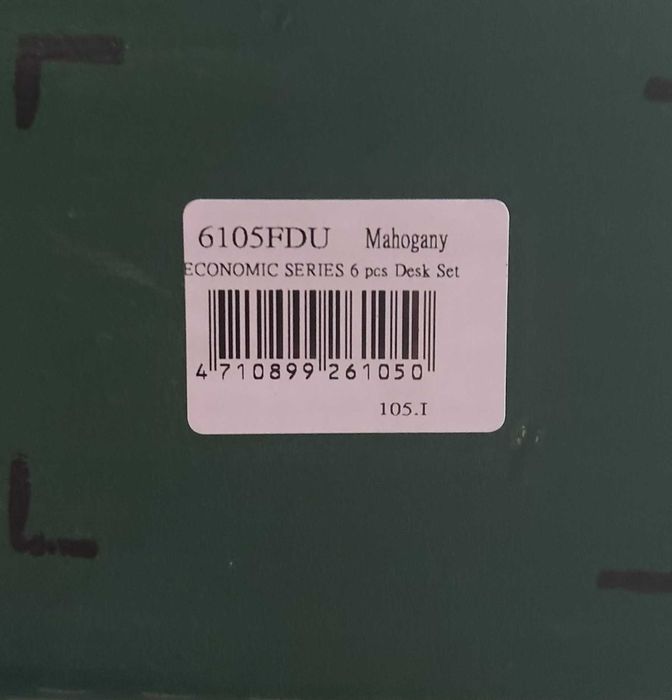 6105FDU Mahogany
ECONOMIC SERIES 6 pcs Desk Set
4 710899 261050
105.I